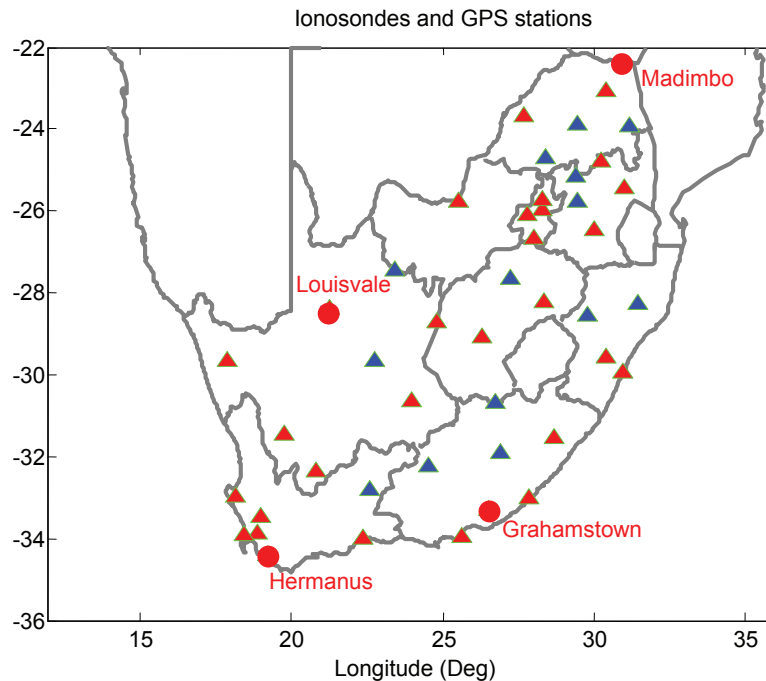 Ionosondes and GPS stations
-22
Madimbo
-24
-26
Louisvale
-28
-30
-32
Grahamstown
-34
Hermanus
-36
15 20 25 30 35
Longitude (Deg)